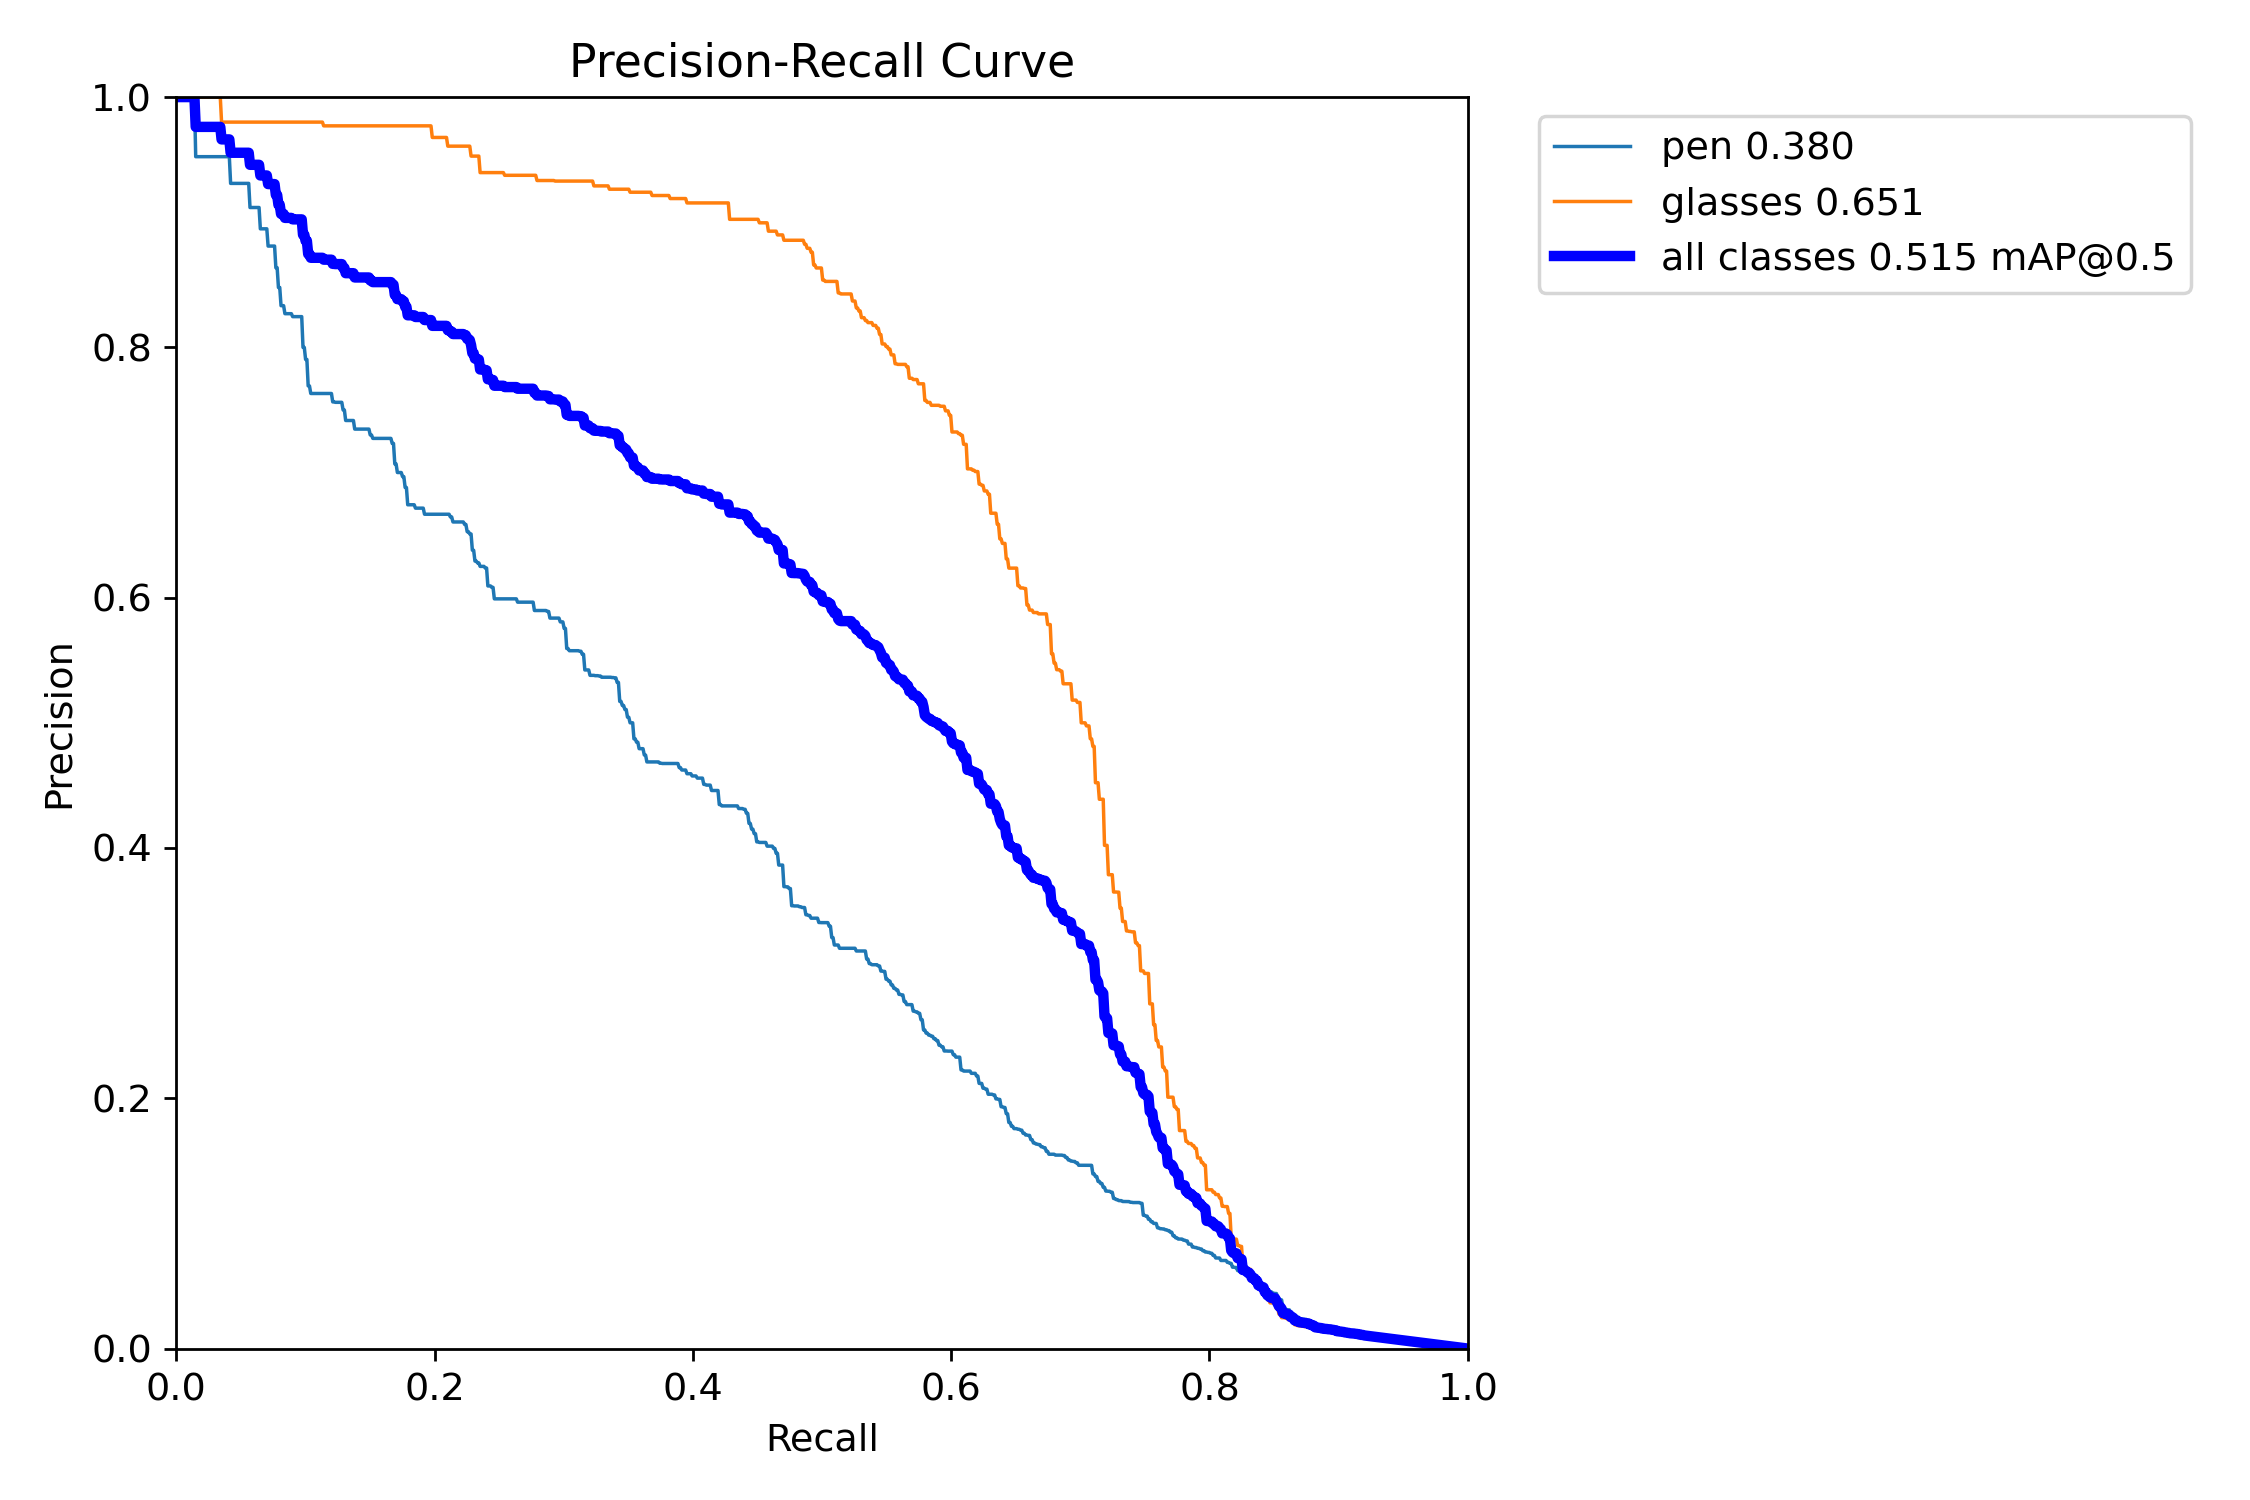 Precision-Recall Curve
pen 0.380
glasses 0.651
all classes 0.515 mAP@0.5
Precision
1.0
0.8
0.6
0.4
0.2
0.0
0.0 0.2 0.4 0.6 0.8 1.0
Recall